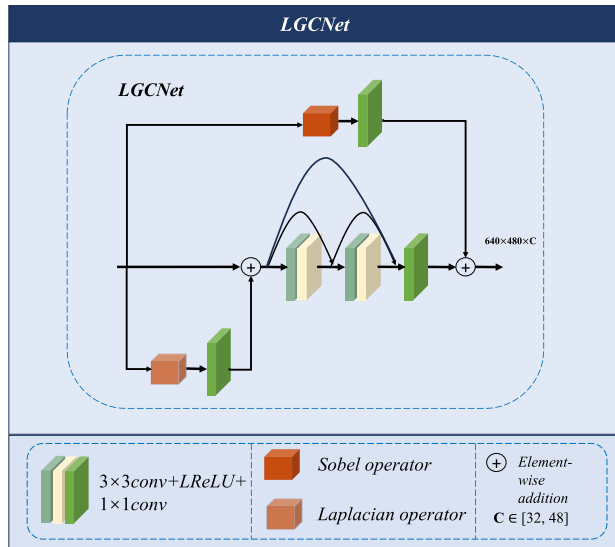 LGCNet
LGCNet
640×480×C
+
+
3×3conv+LReLU+
1×1conv
Sobel operator
Laplacian operator
+
Element-
wise
addition
C ∈ [32, 48]